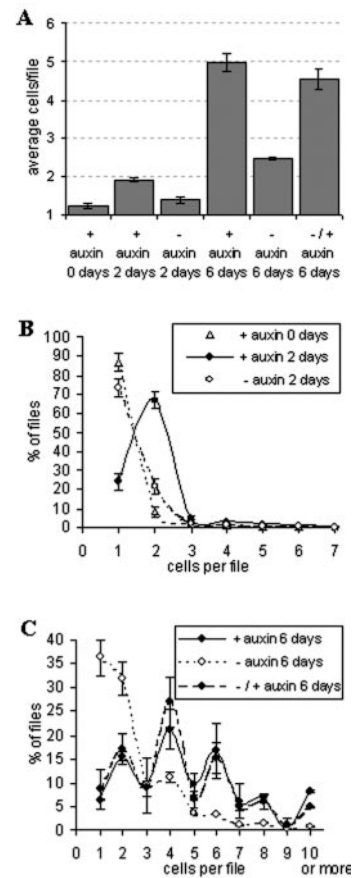 A
average cells/file
6
5
4
3
2
1
+ + - + - - / +
auxin auxin auxin auxin auxin auxin
0 days 2 days 2 days 6 days 6 days 6 days
B
% of files
100
90
80
70
60
50
40
30
20
10
0
+ auxin 0 days
+ auxin 2 days
- auxin 2 days
0 1 2 3 4 5 6 7
cells per file
C
% of files
40
35
30
25
20
15
10
5
0
+ auxin 6 days
- auxin 6 days
- / + auxin 6 days
0 1 2 3 4 5 6 7 8 9 10
cells per file or more